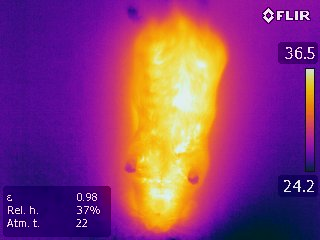 FLIR
36.5
24.2
ε 0.98
Rel. h. 37%
Atm. t. 22